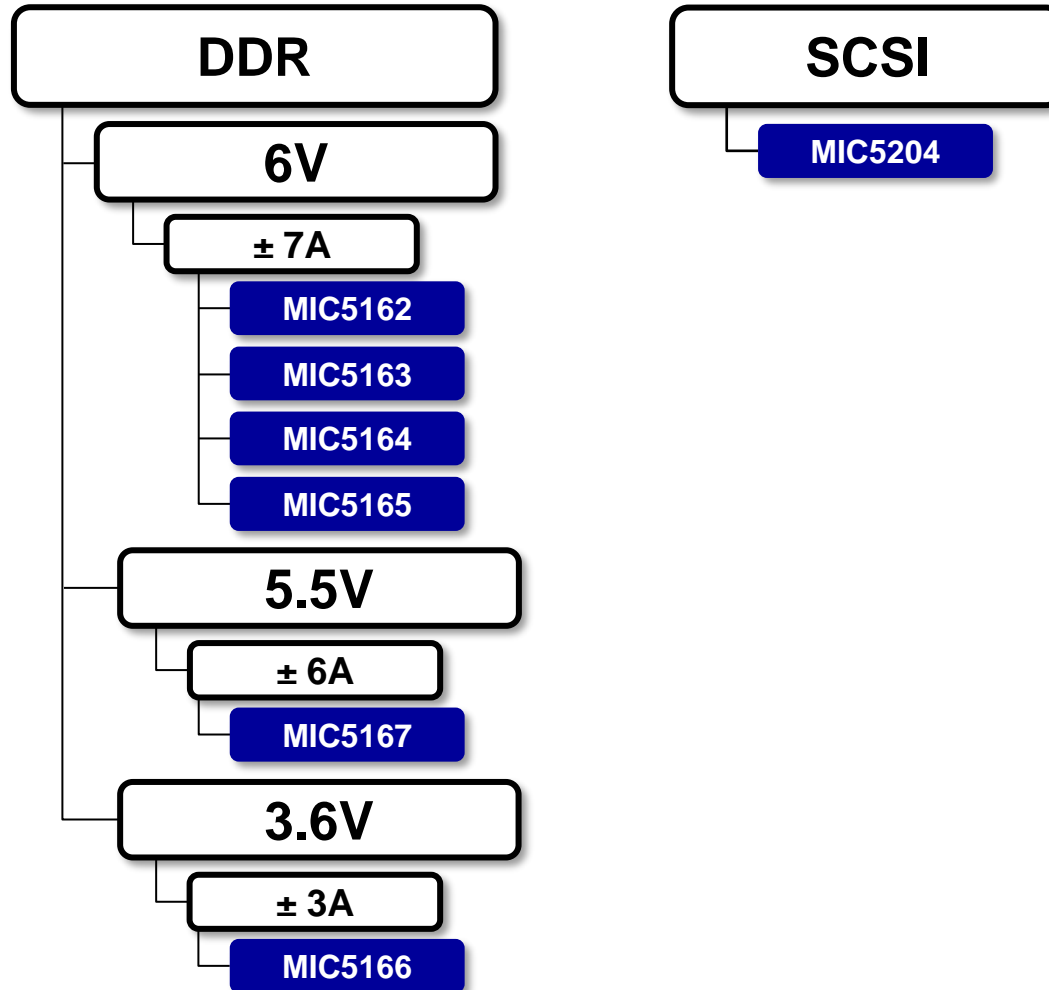 DDR
6V
± 7A
MIC5162
MIC5163
MIC5164
MIC5165
5.5V
± 6A
MIC5167
3.6V
± 3A
MIC5166
SCSI
MIC5204